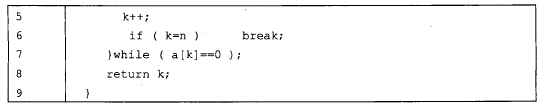 5 k++;
6 if ( k=n ) break;
7 }while ( a[k]==0 );
8 return k;
9 }